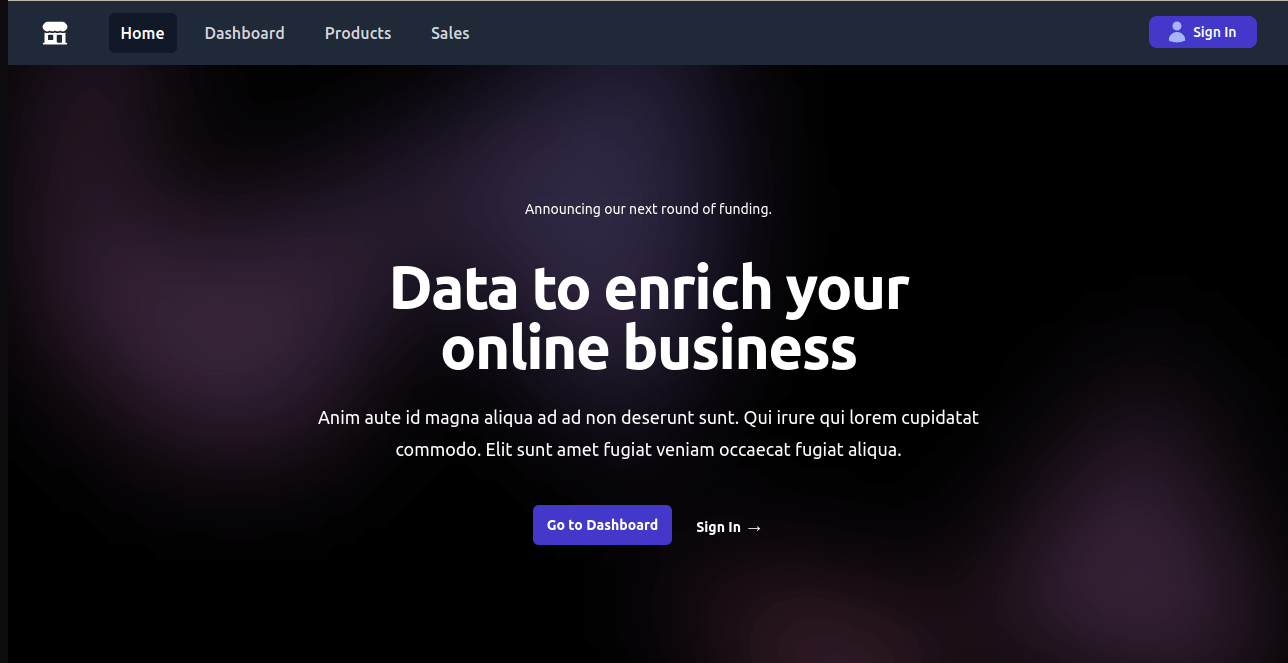 Home Dashboard Products Sales Sign In
Announcing our next round of funding.
Data to enrich your
online business
Anim aute id magna aliqua ad ad non deserunt sunt. Qui irure qui lorem cupidatat
commodo. Elit sunt amet fugiat veniam occaecat fugiat aliqua.
Go to Dashboard Sign In →